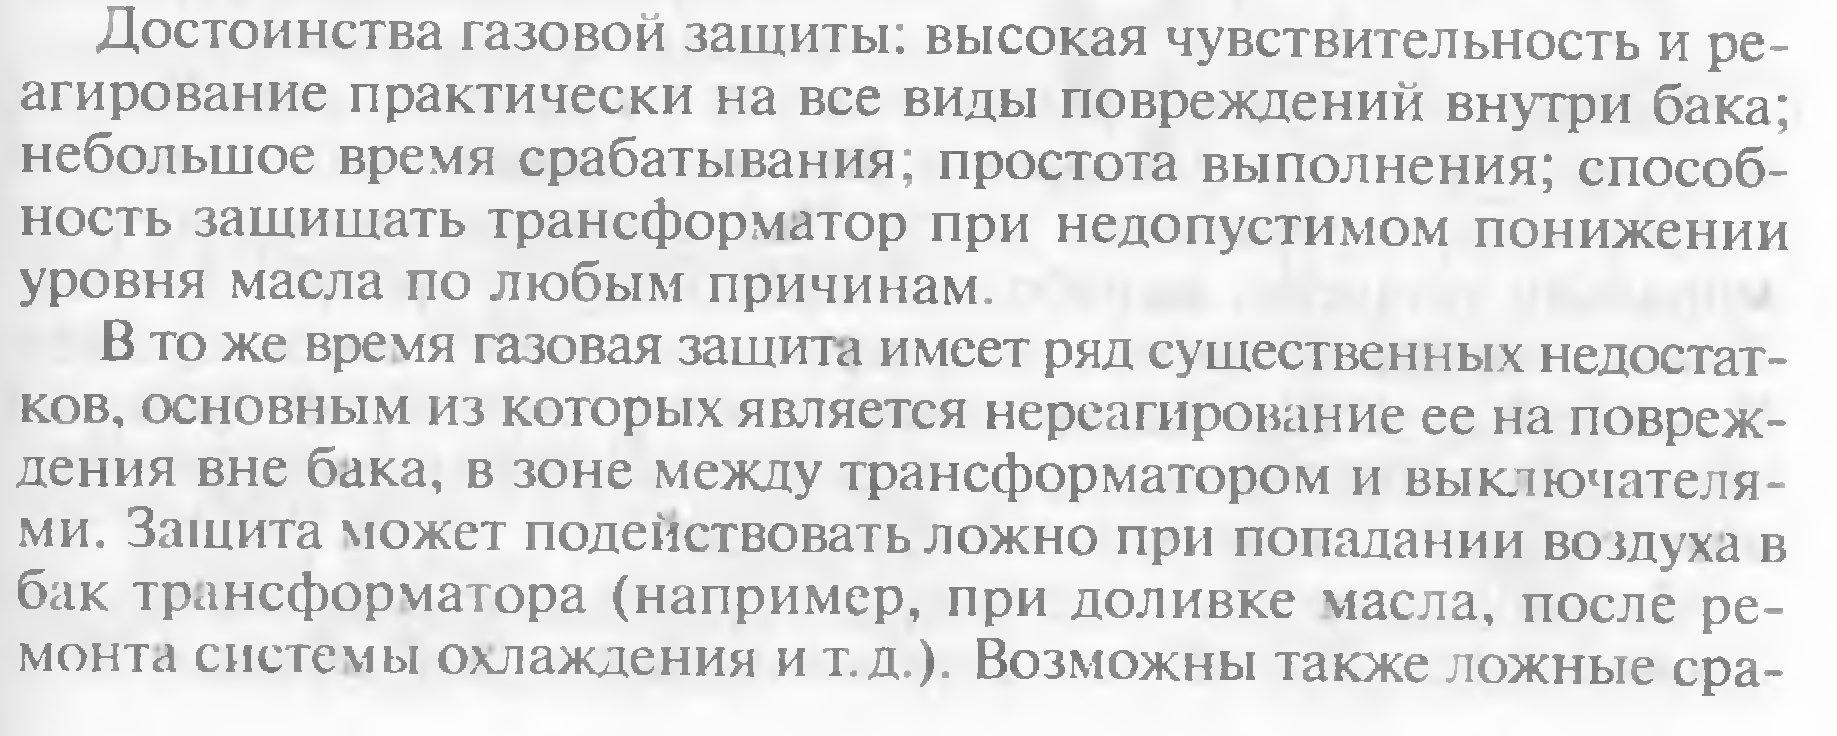 Достоинства газовой защиты: высокая чувствительность и ре-
агирование практически на все виды повреждений внутри бака;
небольшое время срабатывания; простота выполнения; способ-
ность защищать трансформатор при недопустимом понижении
уровня масла по любым причинам.
В то же время газовая защита имеет ряд существенных недостат-
ков, основным из которых является нереагирование ее на повреж-
дения вне бака, в зоне между трансформатором и выключателя-
ми. Защита может подействовать ложно при попадании воздуха в
бак трансформатора (например, при доливке масла, после ре-
монта системы охлаждения и т.д.). Возможны также ложные сра-